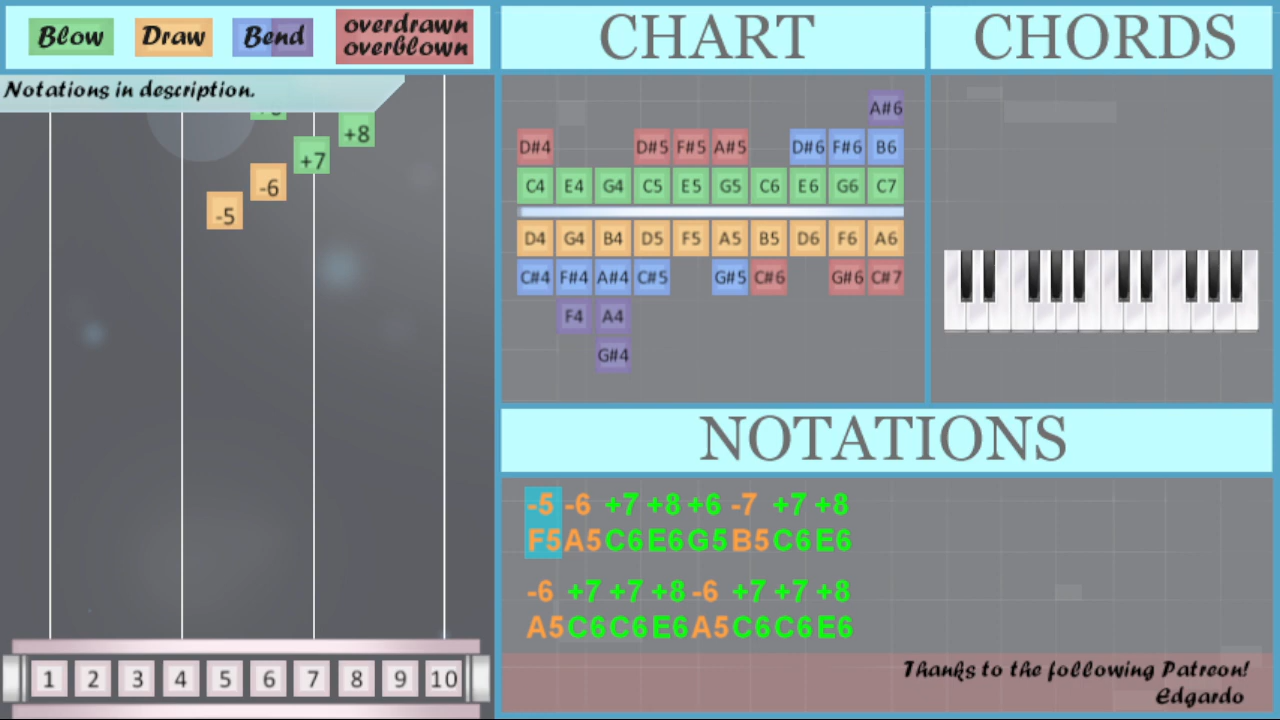 Blow Draw Bend overdrawn
overblown
CHART
CHORDS
Notations in description.
+8
+7
-6
-5
A#6
D#4 D#5 F#5 A#5 D#6 F#6 B6
C4 E4 G4 C5 E5 G5 C6 E6 G6 C7
D4 G4 B4 D5 F5 A5 B5 D6 F6 A6
C#4 F#4 A#4 C#5 G#5 C#6 G#6 C#7
F4 A4
G#4
NOTATIONS
-5 -6 +7 +8 +6 -7 +7 +8
F5 A5 C6 E6 G5 B5 C6 E6
-6 +7 +7 +8 -6 +7 +7 +8
A5 C6 C6 E6 A5 C6 C6 E6
1 2 3 4 5 6 7 8 9 10
Thanks to the following Patreon!
Edgardo